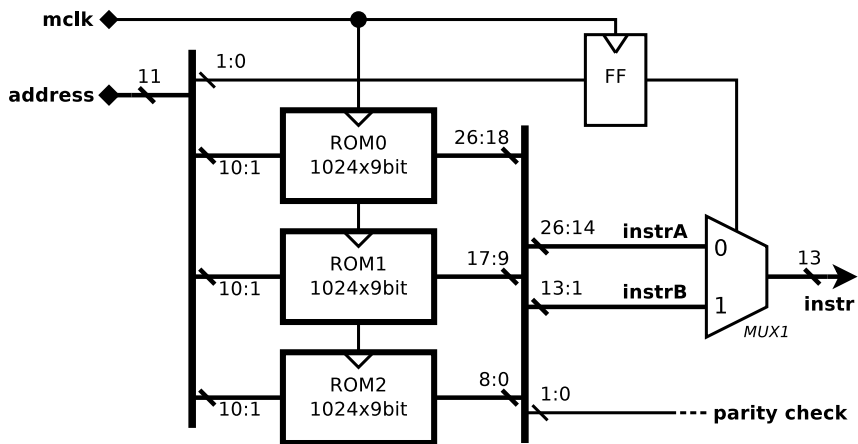 mclk
11
1:0
FF
address
ROM0
1024x9bit
26:18
10:1
26:14
instrA
0
ROM1
1024x9bit
17:9
13
10:1
13:1
instrB
1
instr
MUX1
ROM2
1024x9bit
8:0
1:0
10:1
parity check